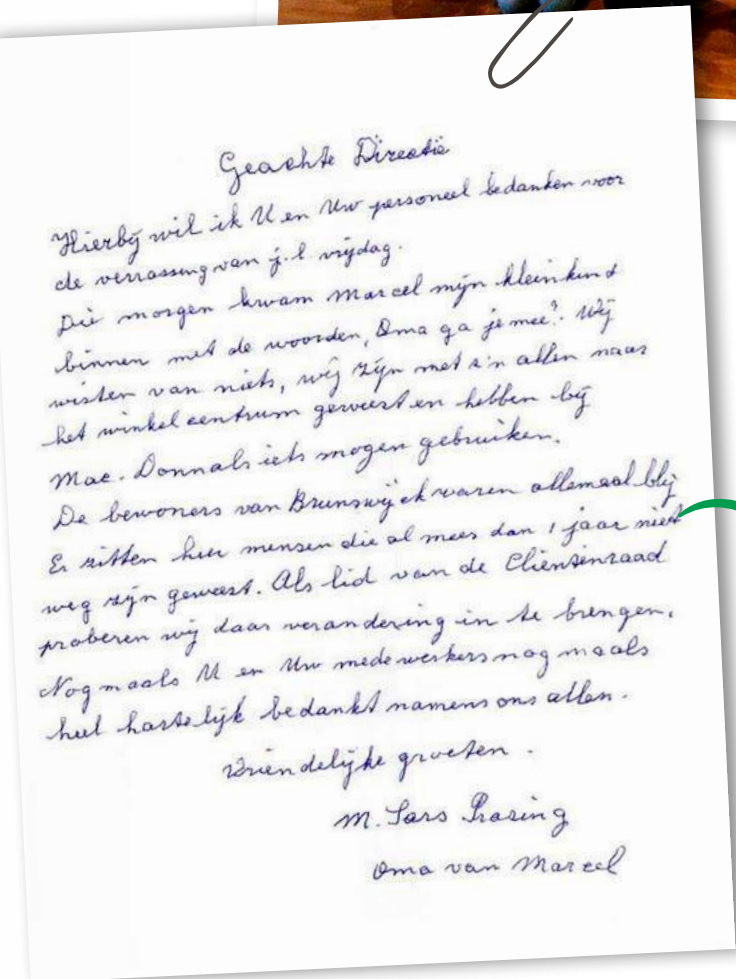 Geachte Directie
Hierbij wil ik U en Uw personeel bedanken voor
de verrassing van j.l. vrijdag.
Die morgen kwam Marcel mijn kleinkind
binnen met de woorden, Oma ga je mee?. Wij
wisten van niets, wij zijn met z'n allen naar
het winkelcentrum geweest en hebben bij
Mac. Donnals iets mogen gebruiken.
De bewoners van Brunswijck waren allemaal blij
Er zitten hier mensen die al meer dan 1 jaar niet
weg zijn geweest. Als lid van de Cliëntenraad
proberen wij daar verandering in te brengen.
Nogmaals U en Uw medewerkers nogmaals
heel hartelijk bedankt namens ons allen.
Vriendelijke groeten.
M.
Oma van Marcel